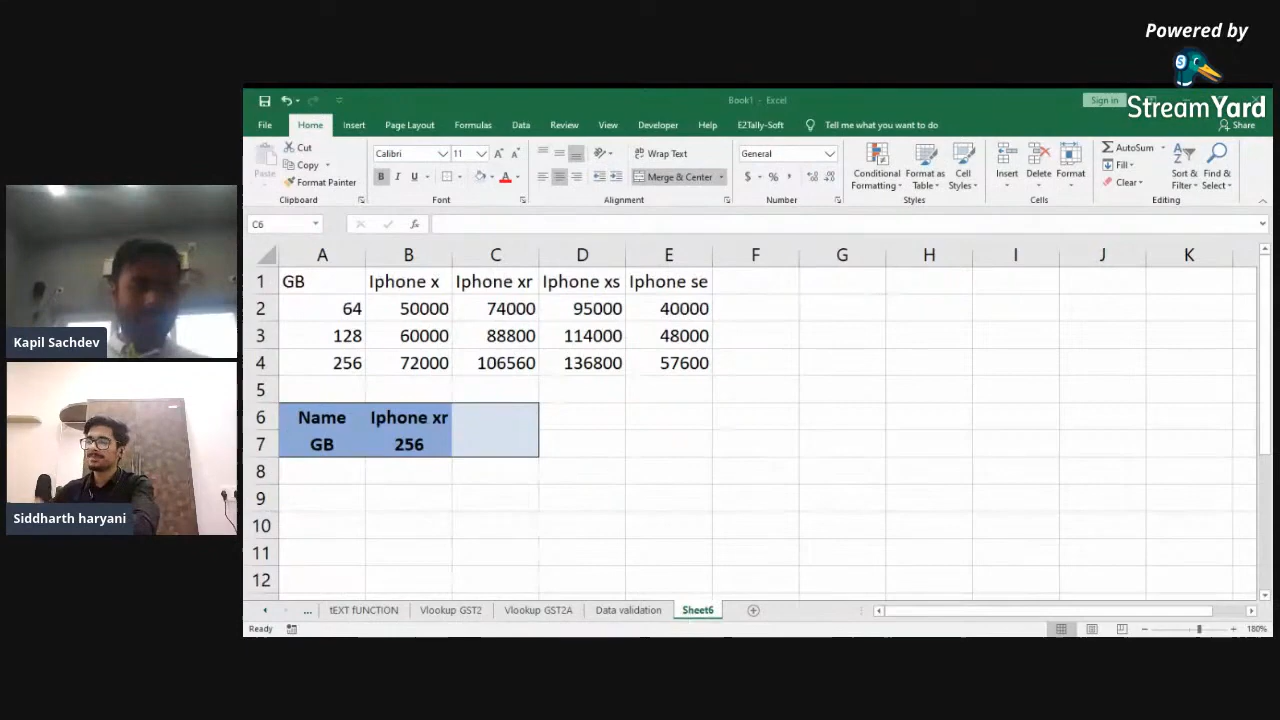 Powered by
StreamYard
Book1 - Excel
Sign in
File Home Insert Page Layout Formulas Data Review View Developer Help EZTally-Soft Tell me what you want to do Share
Paste
Cut
Copy
Format Painter
Clipboard
Calibri 11
B I U
Font
Wrap Text
Merge & Center
Alignment
General
$ % ,
Number
Conditional Formatting
Format as Table
Cell Styles
Styles
Insert Delete Format
Cells
AutoSum
Fill
Clear
Sort & Filter
Find & Select
Editing
C6 fx
A B C D E F G H I J K
1 GB Iphone x Iphone xr Iphone xs Iphone se
2 64 50000 74000 95000 40000
3 128 60000 88800 114000 48000
4 256 72000 106560 136800 57600
5
6 Name Iphone xr
7 GB 256
8
9
10
11
12
... tEXT fUNCTION Vlookup GST2 Vlookup GST2A Data validation Sheet6
Ready 180%
Kapil Sachdev
Siddharth haryani